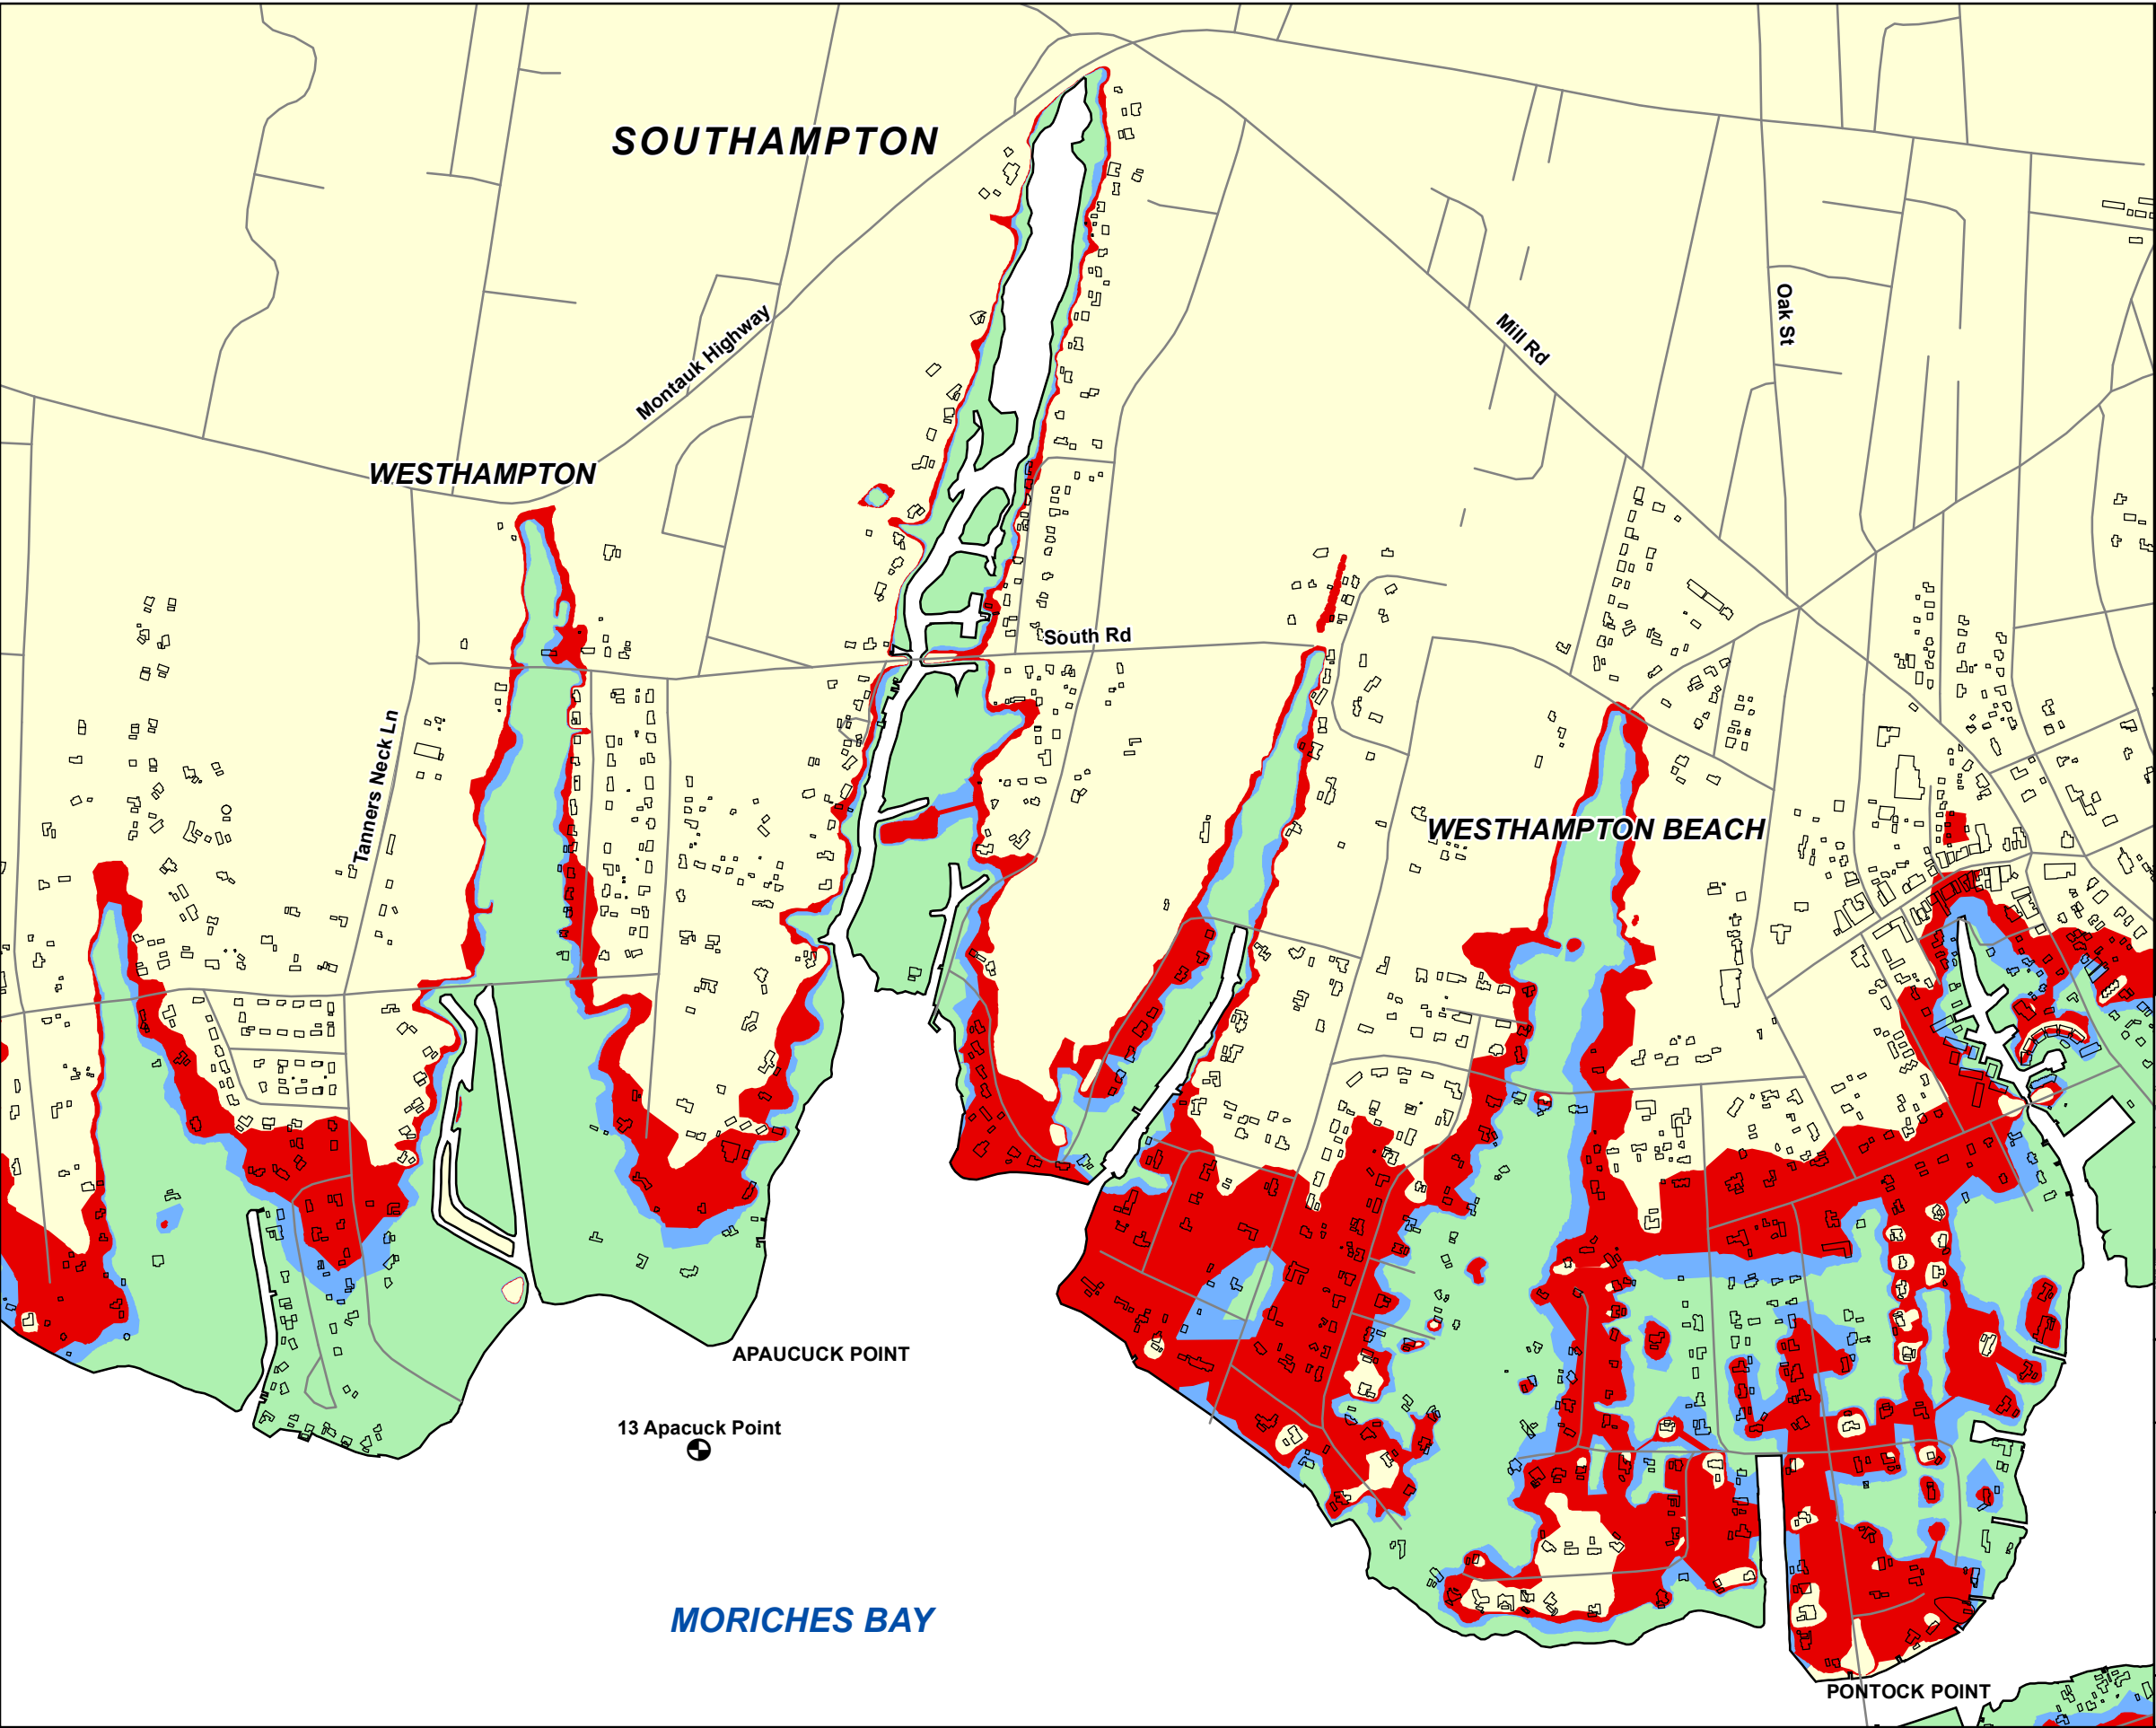 SOUTHAMPTON
Oak St
Montauk Highway
Mill Rd
WESTHAMPTON
South Rd
Tanners Neck Ln
WESTHAMPTON BEACH
APAUCUCK POINT
13 Apacuck Point
MORICHES BAY
PONTOCK POINT